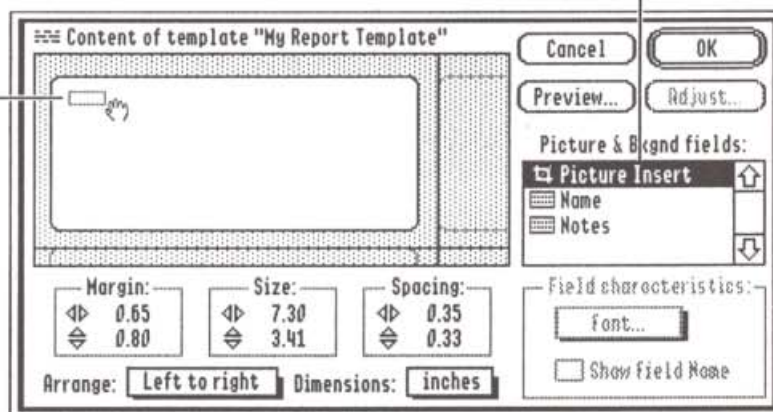 Content of template "My Report Template"
Cancel
OK
Preview...
Adjust...
Picture & Bkgnd fields:
Picture Insert
Name
Notes
Margin:
0.65
0.80
Size:
7.30
3.41
Spacing:
0.35
0.33
Field characteristics:
Font...
Show Field Name
Arrange: Left to right Dimensions: inches